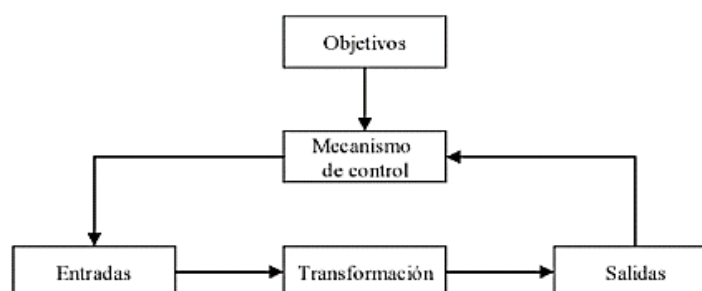 Objetivos
Mecanismo
de control
Entradas
Transformación
Salidas